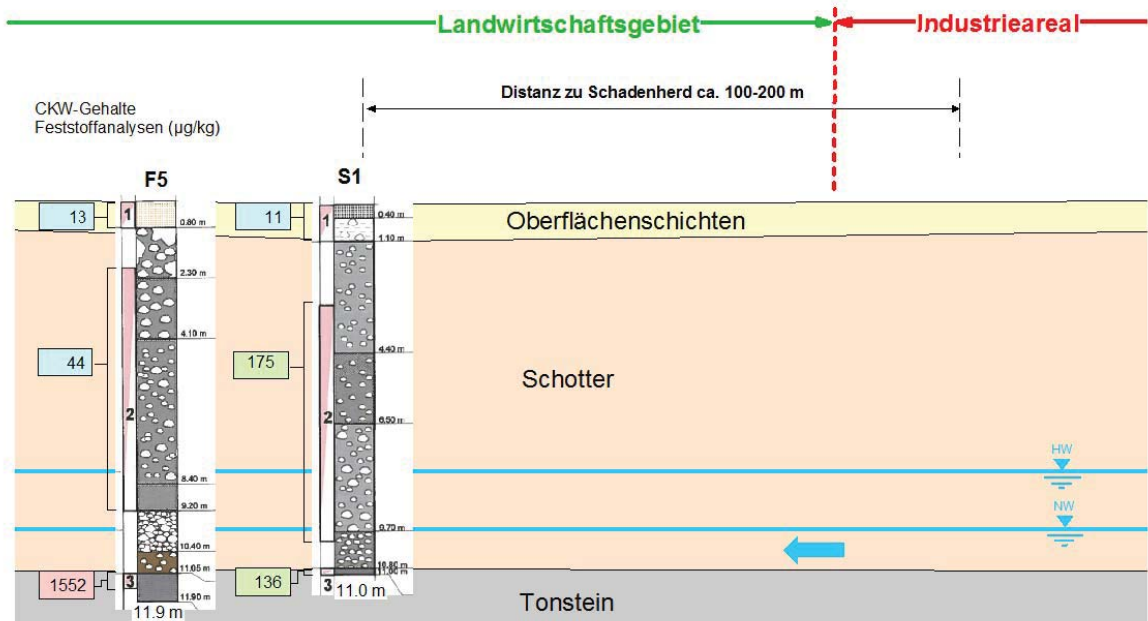 Landwirtschaftsgebiet
Industrieareal
Distanz zu Schadenherd ca. 100-200 m
CKW-Gehalte
Feststoffanalysen (µg/kg)
F5
S1
13
1
0.80 m
11
1
0.40 m
1.10 m
Oberflächenschichten
2.30 m
4.10 m
44
2
8.40 m
9.20 m
10.40 m
11.05 m
175
2
4.40 m
6.50 m
9.70 m
Schotter
HW
NW
1552
3
11.90 m
11.9 m
136
3
11.0 m
Tonstein